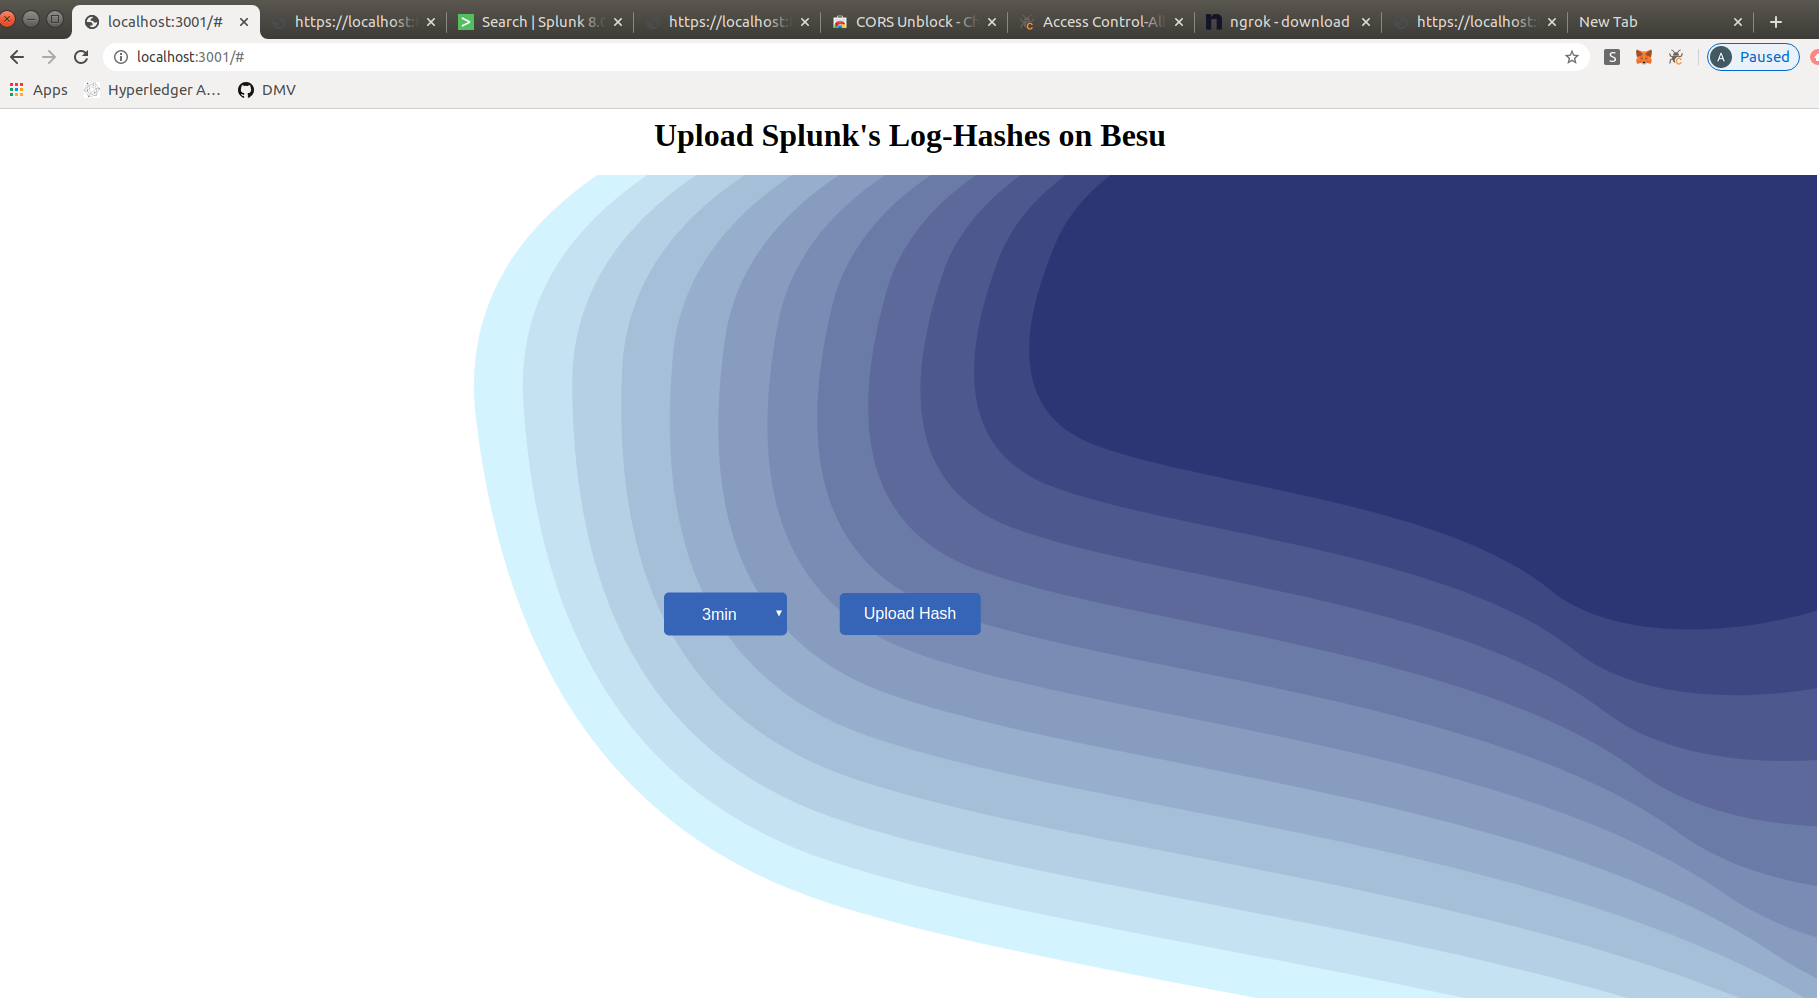 localhost:3001/#
https://localhost:
Search | Splunk 8.
https://localhost:
CORS Unblock - Ch
Access Control-All
ngrok - download
https://localhost:
New Tab
localhost:3001/#
S
A
Paused
Apps
Hyperledger A...
DMV
Upload Splunk's Log-Hashes on Besu
3min
Upload Hash